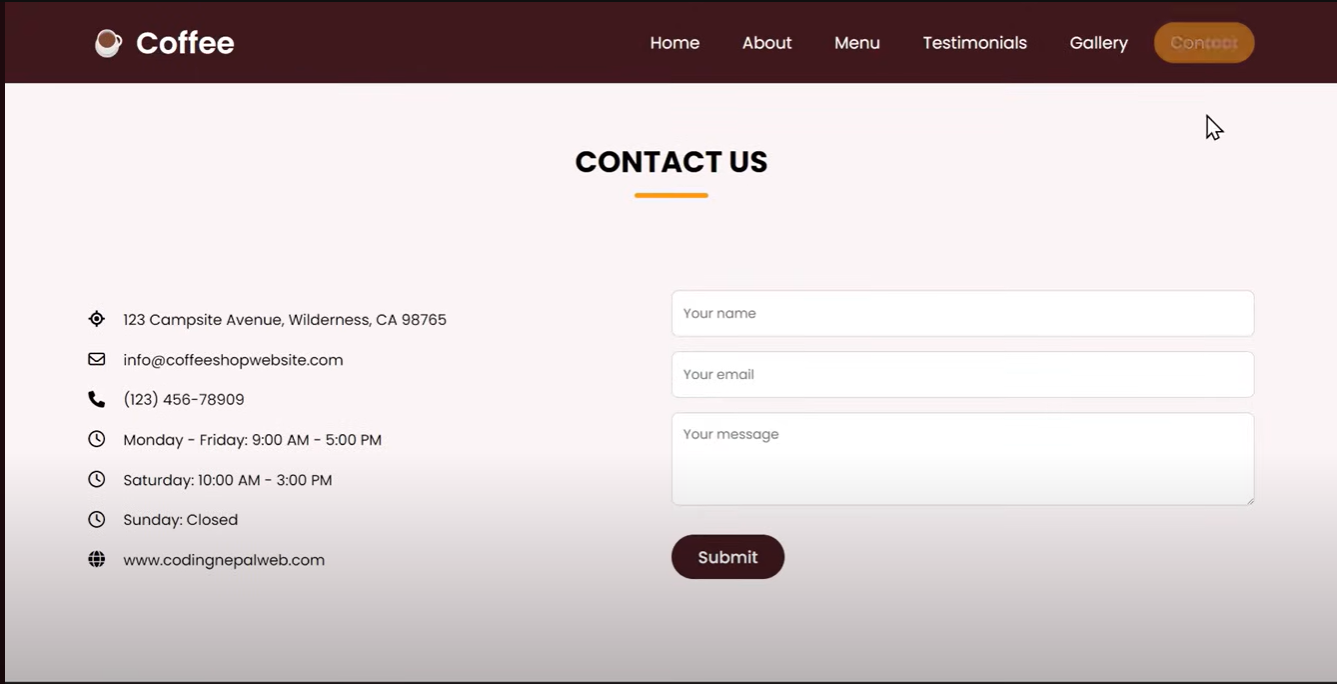 Coffee
Home About Menu Testimonials Gallery Contact
CONTACT US
123 Campsite Avenue, Wilderness, CA 98765
info@coffeeshopwebsite.com
(123) 456-78909
Monday - Friday: 9:00 AM - 5:00 PM
Saturday: 10:00 AM - 3:00 PM
Sunday: Closed
www.codingnepalweb.com
Your name
Your email
Your message
Submit